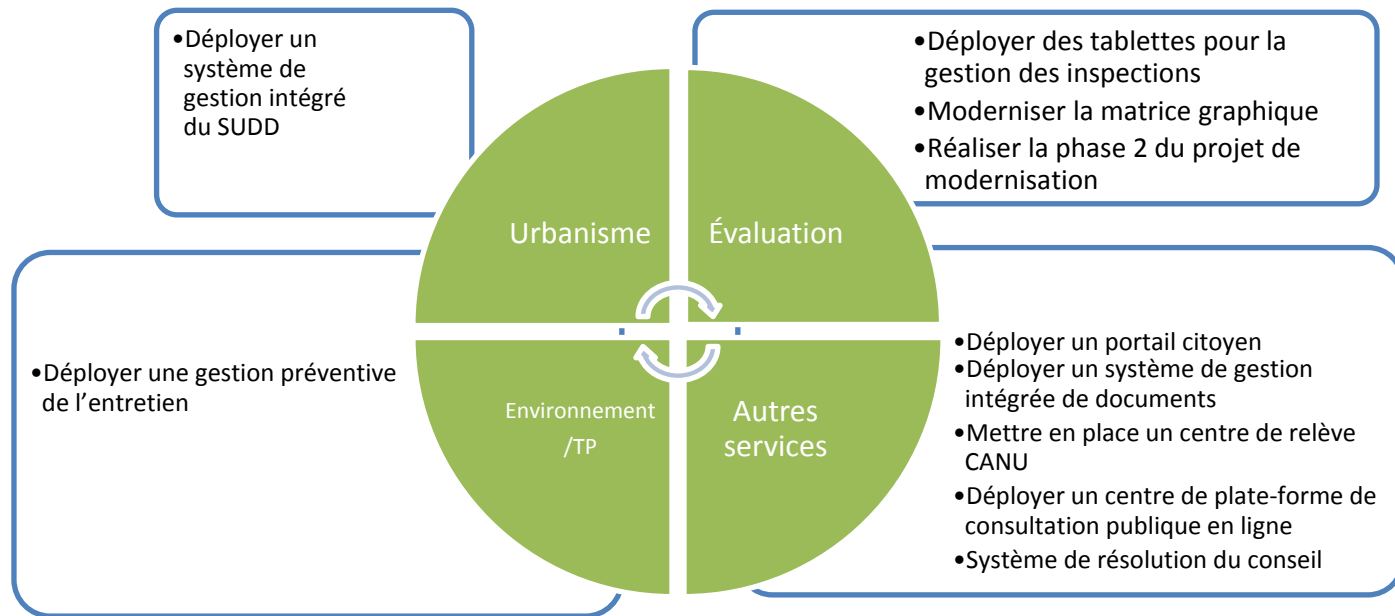 •Déployer un
système de
gestion intégré
du SUDD
•Déployer des tablettes pour la
gestion des inspections
•Moderniser la matrice graphique
•Réaliser la phase 2 du projet de
modernisation
Urbanisme
Évaluation
•Déployer une gestion préventive
de l’entretien
Environnement
/TP
Autres
services
•Déployer un portail citoyen
•Déployer un système de gestion
intégrée de documents
•Mettre en place un centre de relève
CANU
•Déployer un centre de plate-forme de
consultation publique en ligne
•Système de résolution du conseil